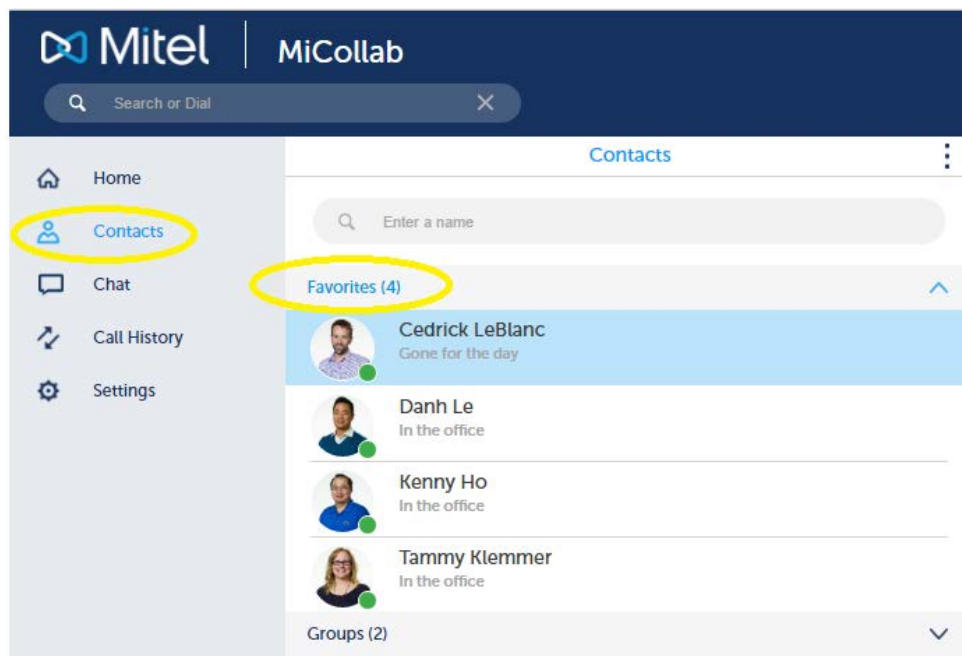 Mitel
MiCollab
Search or Dial
Home
Contacts
Chat
Call History
Settings
Contacts
Enter a name
Favorites (4)
Cedrick LeBlanc
Gone for the day
Danh Le
In the office
Kenny Ho
In the office
Tammy Klemmer
In the office
Groups (2)